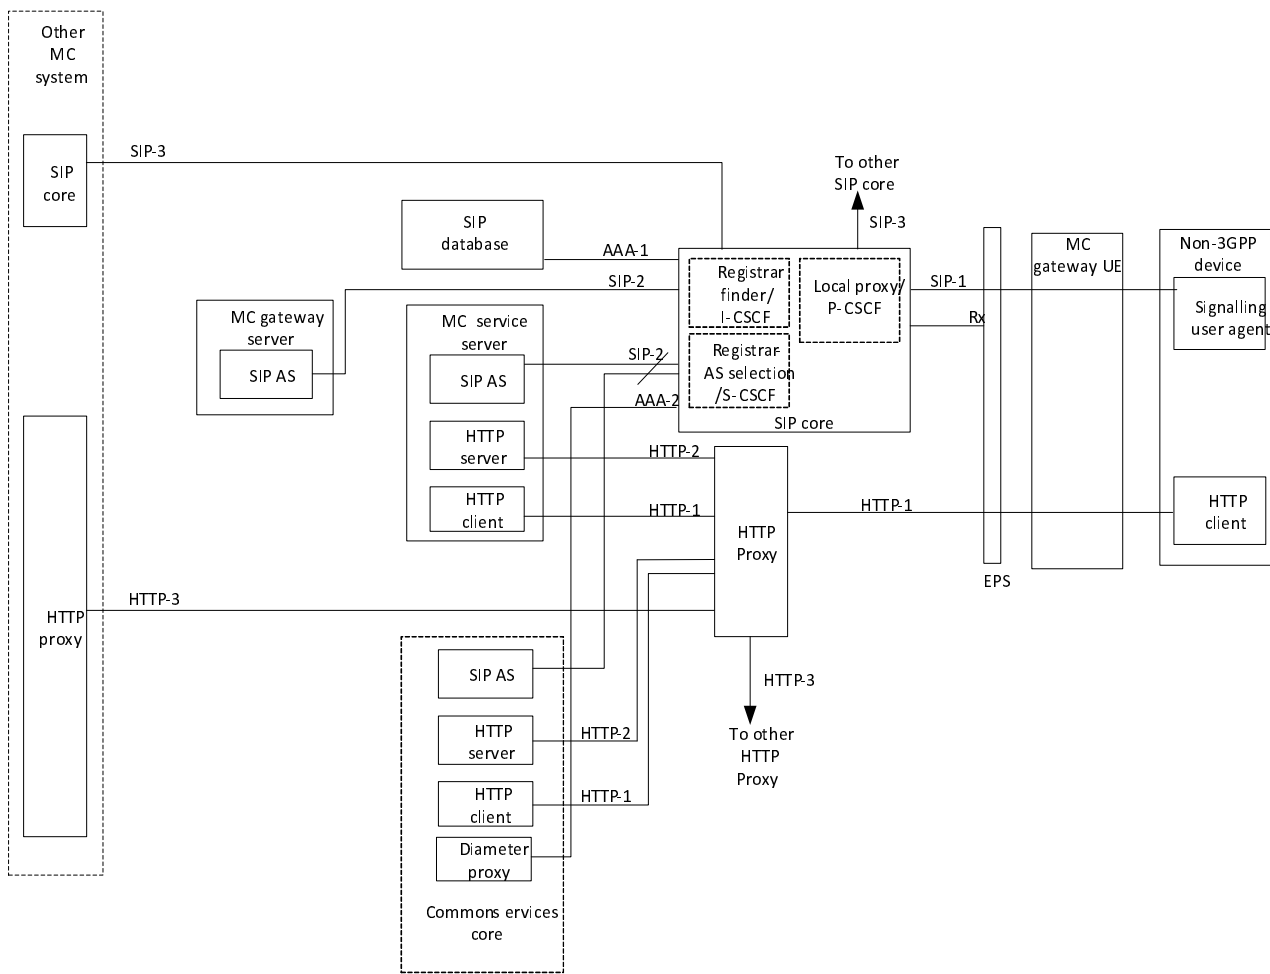 Other
MC
system
SIP
core
SIP-3
To other
SIP core
SIP-3
SIP
database
AAA-1
SIP-2
Registrar
finder/
I-CSCF
Local proxy/
P-CSCF
SIP-1
Rx
MC
gateway UE
Non-3GPP
device
Signalling
user agent
MC gateway
server
SIP AS
MC service
server
SIP AS
SIP-2
Registrar-
AS selection
/S-CSCF
AAA-2
SIP core
HTTP
server
HTTP-2
HTTP
client
HTTP-1
HTTP
Proxy
HTTP-1
HTTP
client
EPS
HTTP
proxy
HTTP-3
SIP AS
HTTP-3
HTTP
server
HTTP-2
To other
HTTP
Proxy
HTTP
client
HTTP-1
Diameter
proxy
Commons ervices
core